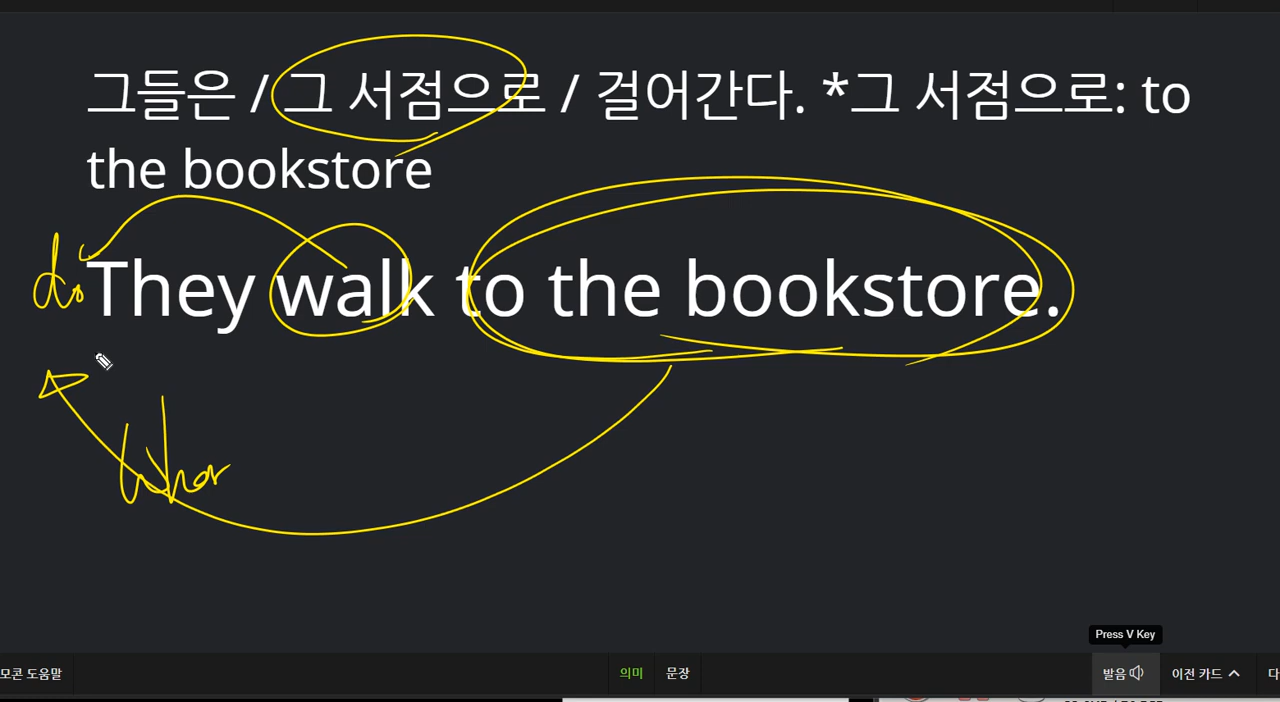 그들은 / 그 서점으로 / 걸어간다. *그 서점으로: to
the bookstore
do
They walk to the bookstore.
Press V Key
모콘 도움말
의미
문장
발음
이전 카드
다